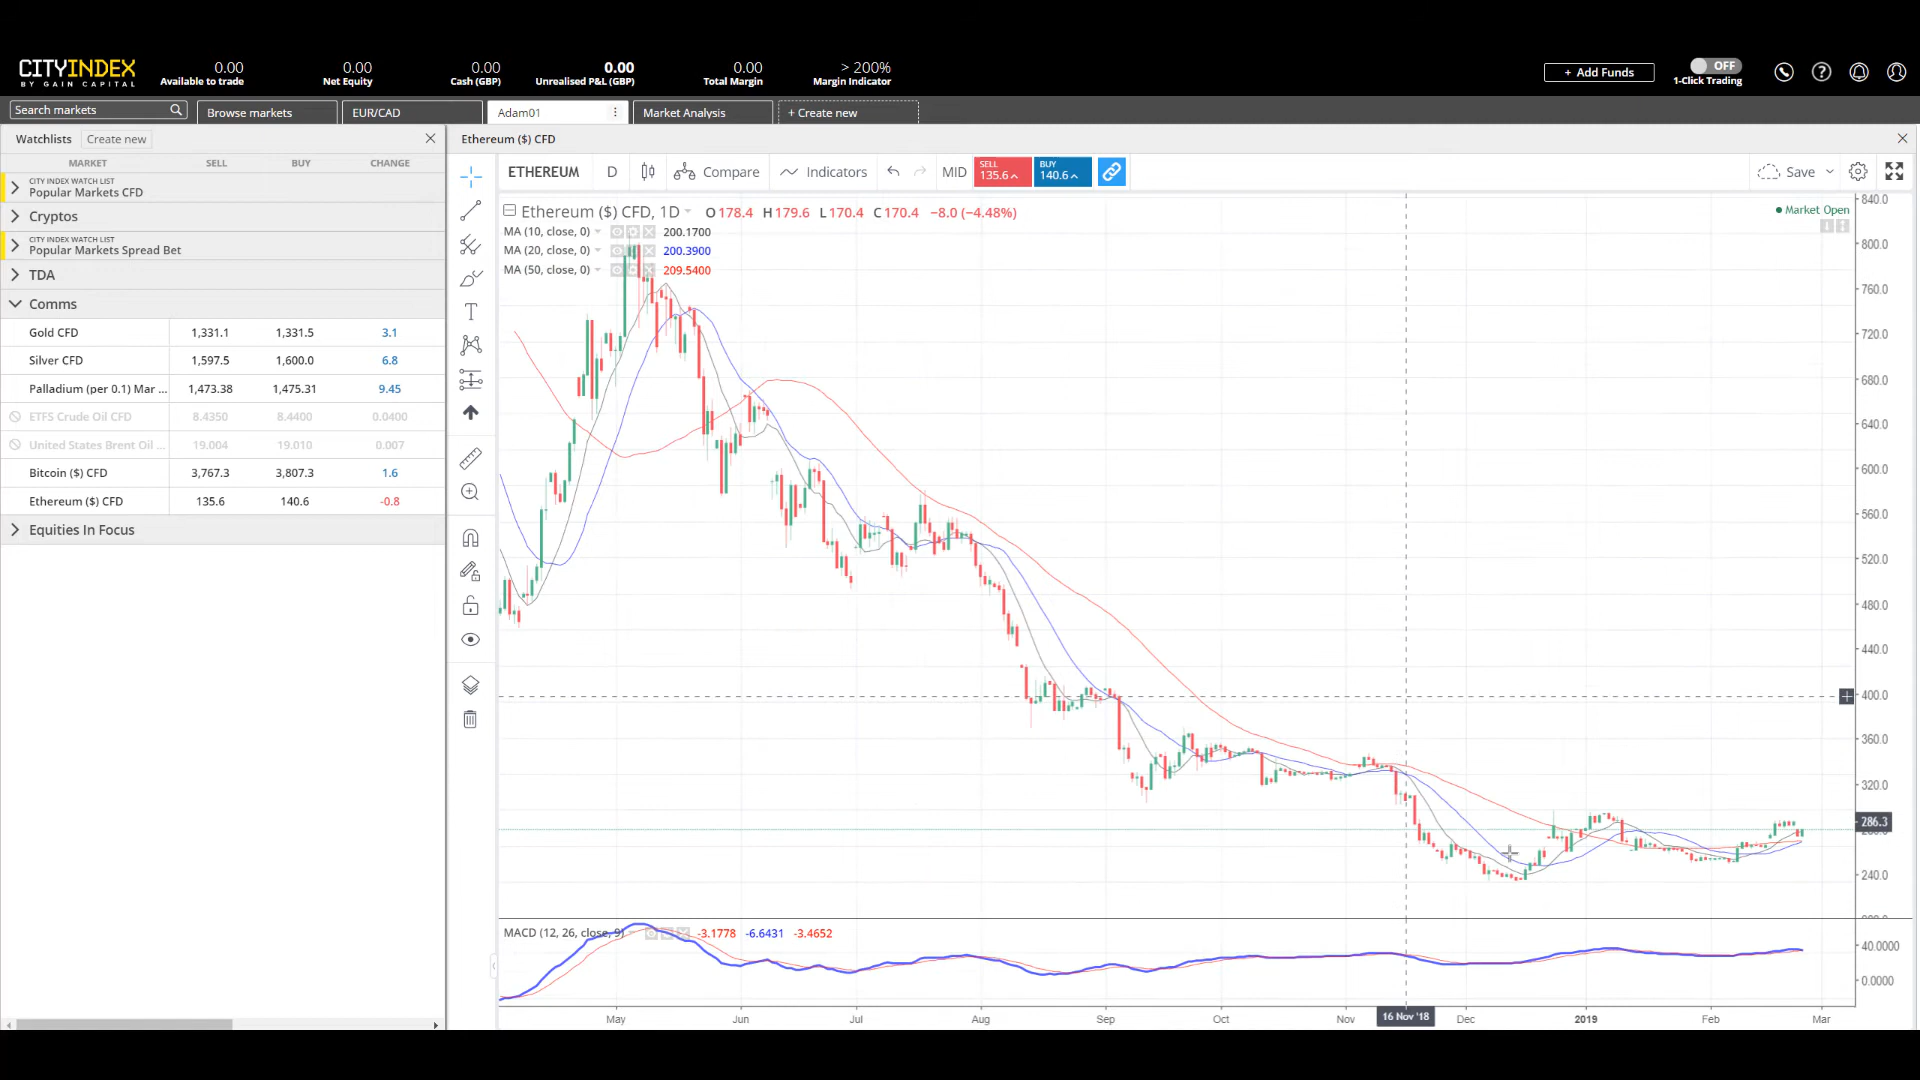 CITYINDEX
BY GAIN CAPITAL
0.00
Available to trade
0.00
Net Equity
0.00
Cash (GBP)
0.00
Unrealised P&L (GBP)
0.00
Total Margin
> 200%
Margin Indicator
+ Add Funds
OFF
1-Click Trading
Search markets
Browse markets
EUR/CAD
Adam01
Market Analysis
+ Create new
Watchlists
Create new
MARKET SELL BUY CHANGE
CITY INDEX WATCH LIST
Popular Markets CFD
Cryptos
CITY INDEX WATCH LIST
Popular Markets Spread Bet
TDA
Comms
Gold CFD 1,331.1 1,331.5 3.1
Silver CFD 1,597.5 1,600.0 6.8
Palladium (per 0.1) Mar ... 1,473.38 1,475.31 9.45
ETFS Crude Oil CFD 8.4350 8.4400 0.0400
United States Brent Oil ... 19.004 19.010 0.007
Bitcoin ($) CFD 3,767.3 3,807.3 1.6
Ethereum ($) CFD 135.6 140.6 -0.8
Equities In Focus
Ethereum ($) CFD
ETHEREUM D Compare Indicators MID
SELL
135.6
BUY
140.6
Save
Ethereum ($) CFD, 1D O 178.4 H 179.6 L 170.4 C 170.4 −8.0 (−4.48%)
Market Open
MA (10, close, 0) 200.1700
MA (20, close, 0) 200.3900
MA (50, close, 0) 209.5400
840.0
800.0
760.0
720.0
680.0
640.0
600.0
560.0
520.0
480.0
440.0
400.0
360.0
320.0
286.3
240.0
MACD (12, 26, close, 9) -3.1778 -6.6431 -3.4652
40.0000
0.0000
May Jun Jul Aug Sep Oct Nov 16 Nov '18 Dec 2019 Feb Mar